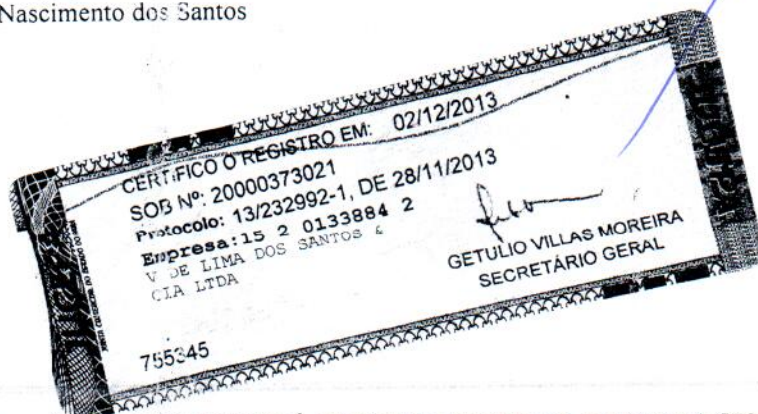 Nascimento dos Santos
CERTIFICO O REGISTRO EM: 02/12/2013
SOB Nº: 20000373021
Protocolo: 13/232992-1, DE 28/11/2013
Empresa:15 2 0133884 2
V DE LIMA DOS SANTOS &
CIA LTDA
GETULIO VILLAS MOREIRA
SECRETÁRIO GERAL
755345